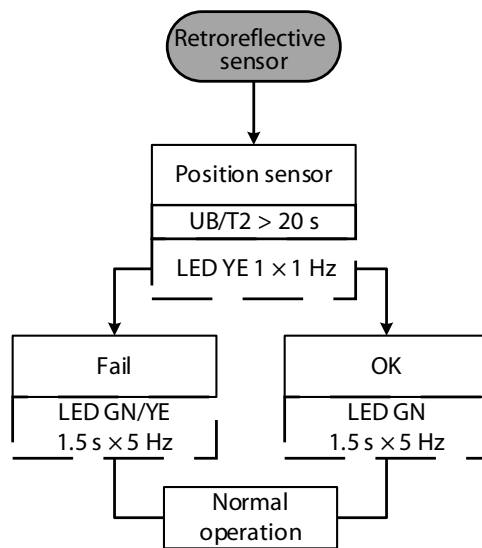 Retroreflective
sensor
Position sensor
UB/T2 > 20 s
LED YE 1 × 1 Hz
Fail
OK
LED GN/YE
1.5 s × 5 Hz
LED GN
1.5 s × 5 Hz
Normal
operation